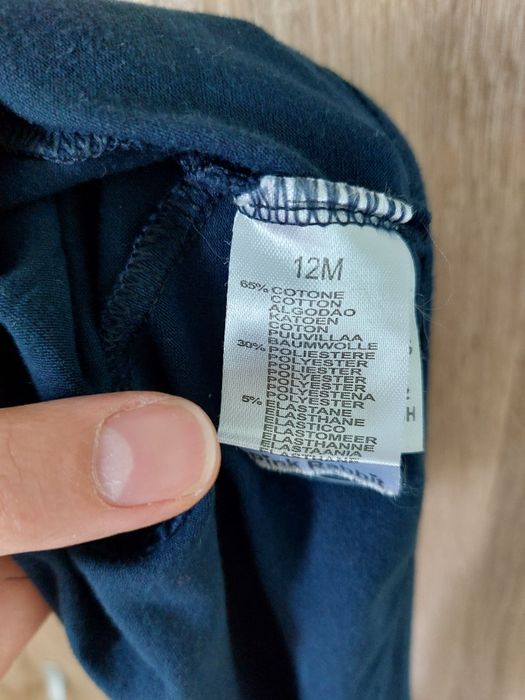 12M
65% COTONE
COTTON
ALGODAO
KATOEN
COTON
PUUVILLAA
BAUMWOLLE
30% POLIESTERE
POLYESTER
POLIESTER
POLYESTER
POLYESTER
POLYESTENA
5% POLYESTER
ELASTANE
ELASTHANE
ELASTICO
ELASTOMEER
ELASTHANNE
ELASTAANIA
H